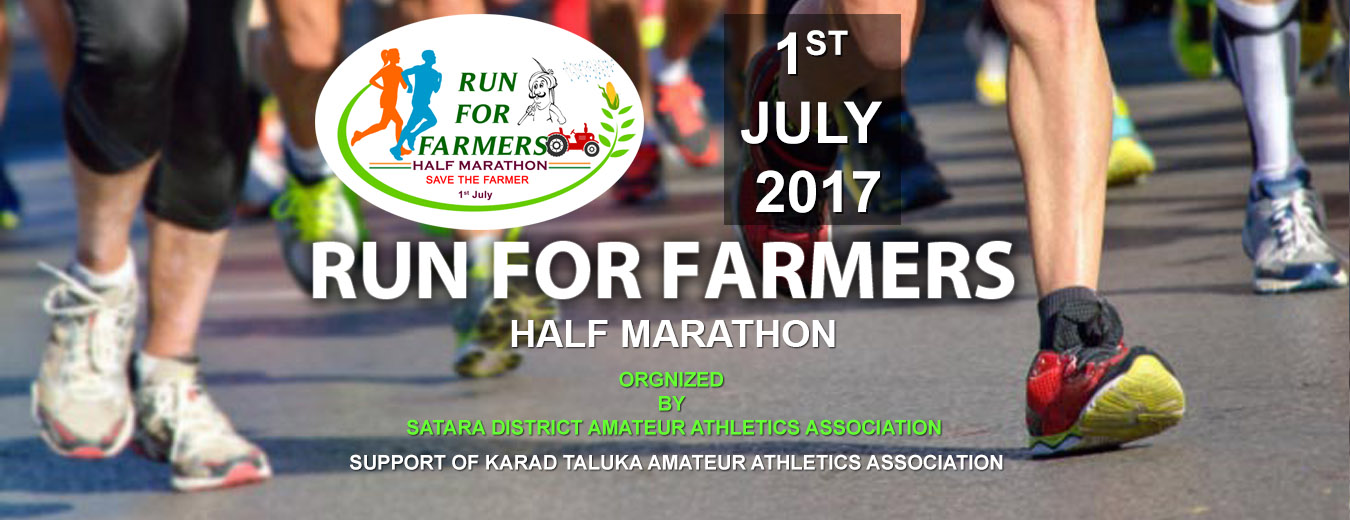 RUN
FOR
FARMERS
HALF MARATHON
SAVE THE FARMER
1st July
1ST
JULY
2017
RUN FOR FARMERS
HALF MARATHON
ORGNIZED
BY
SATARA DISTRICT AMATEUR ATHLETICS ASSOCIATION
SUPPORT OF KARAD TALUKA AMATEUR ATHLETICS ASSOCIATION